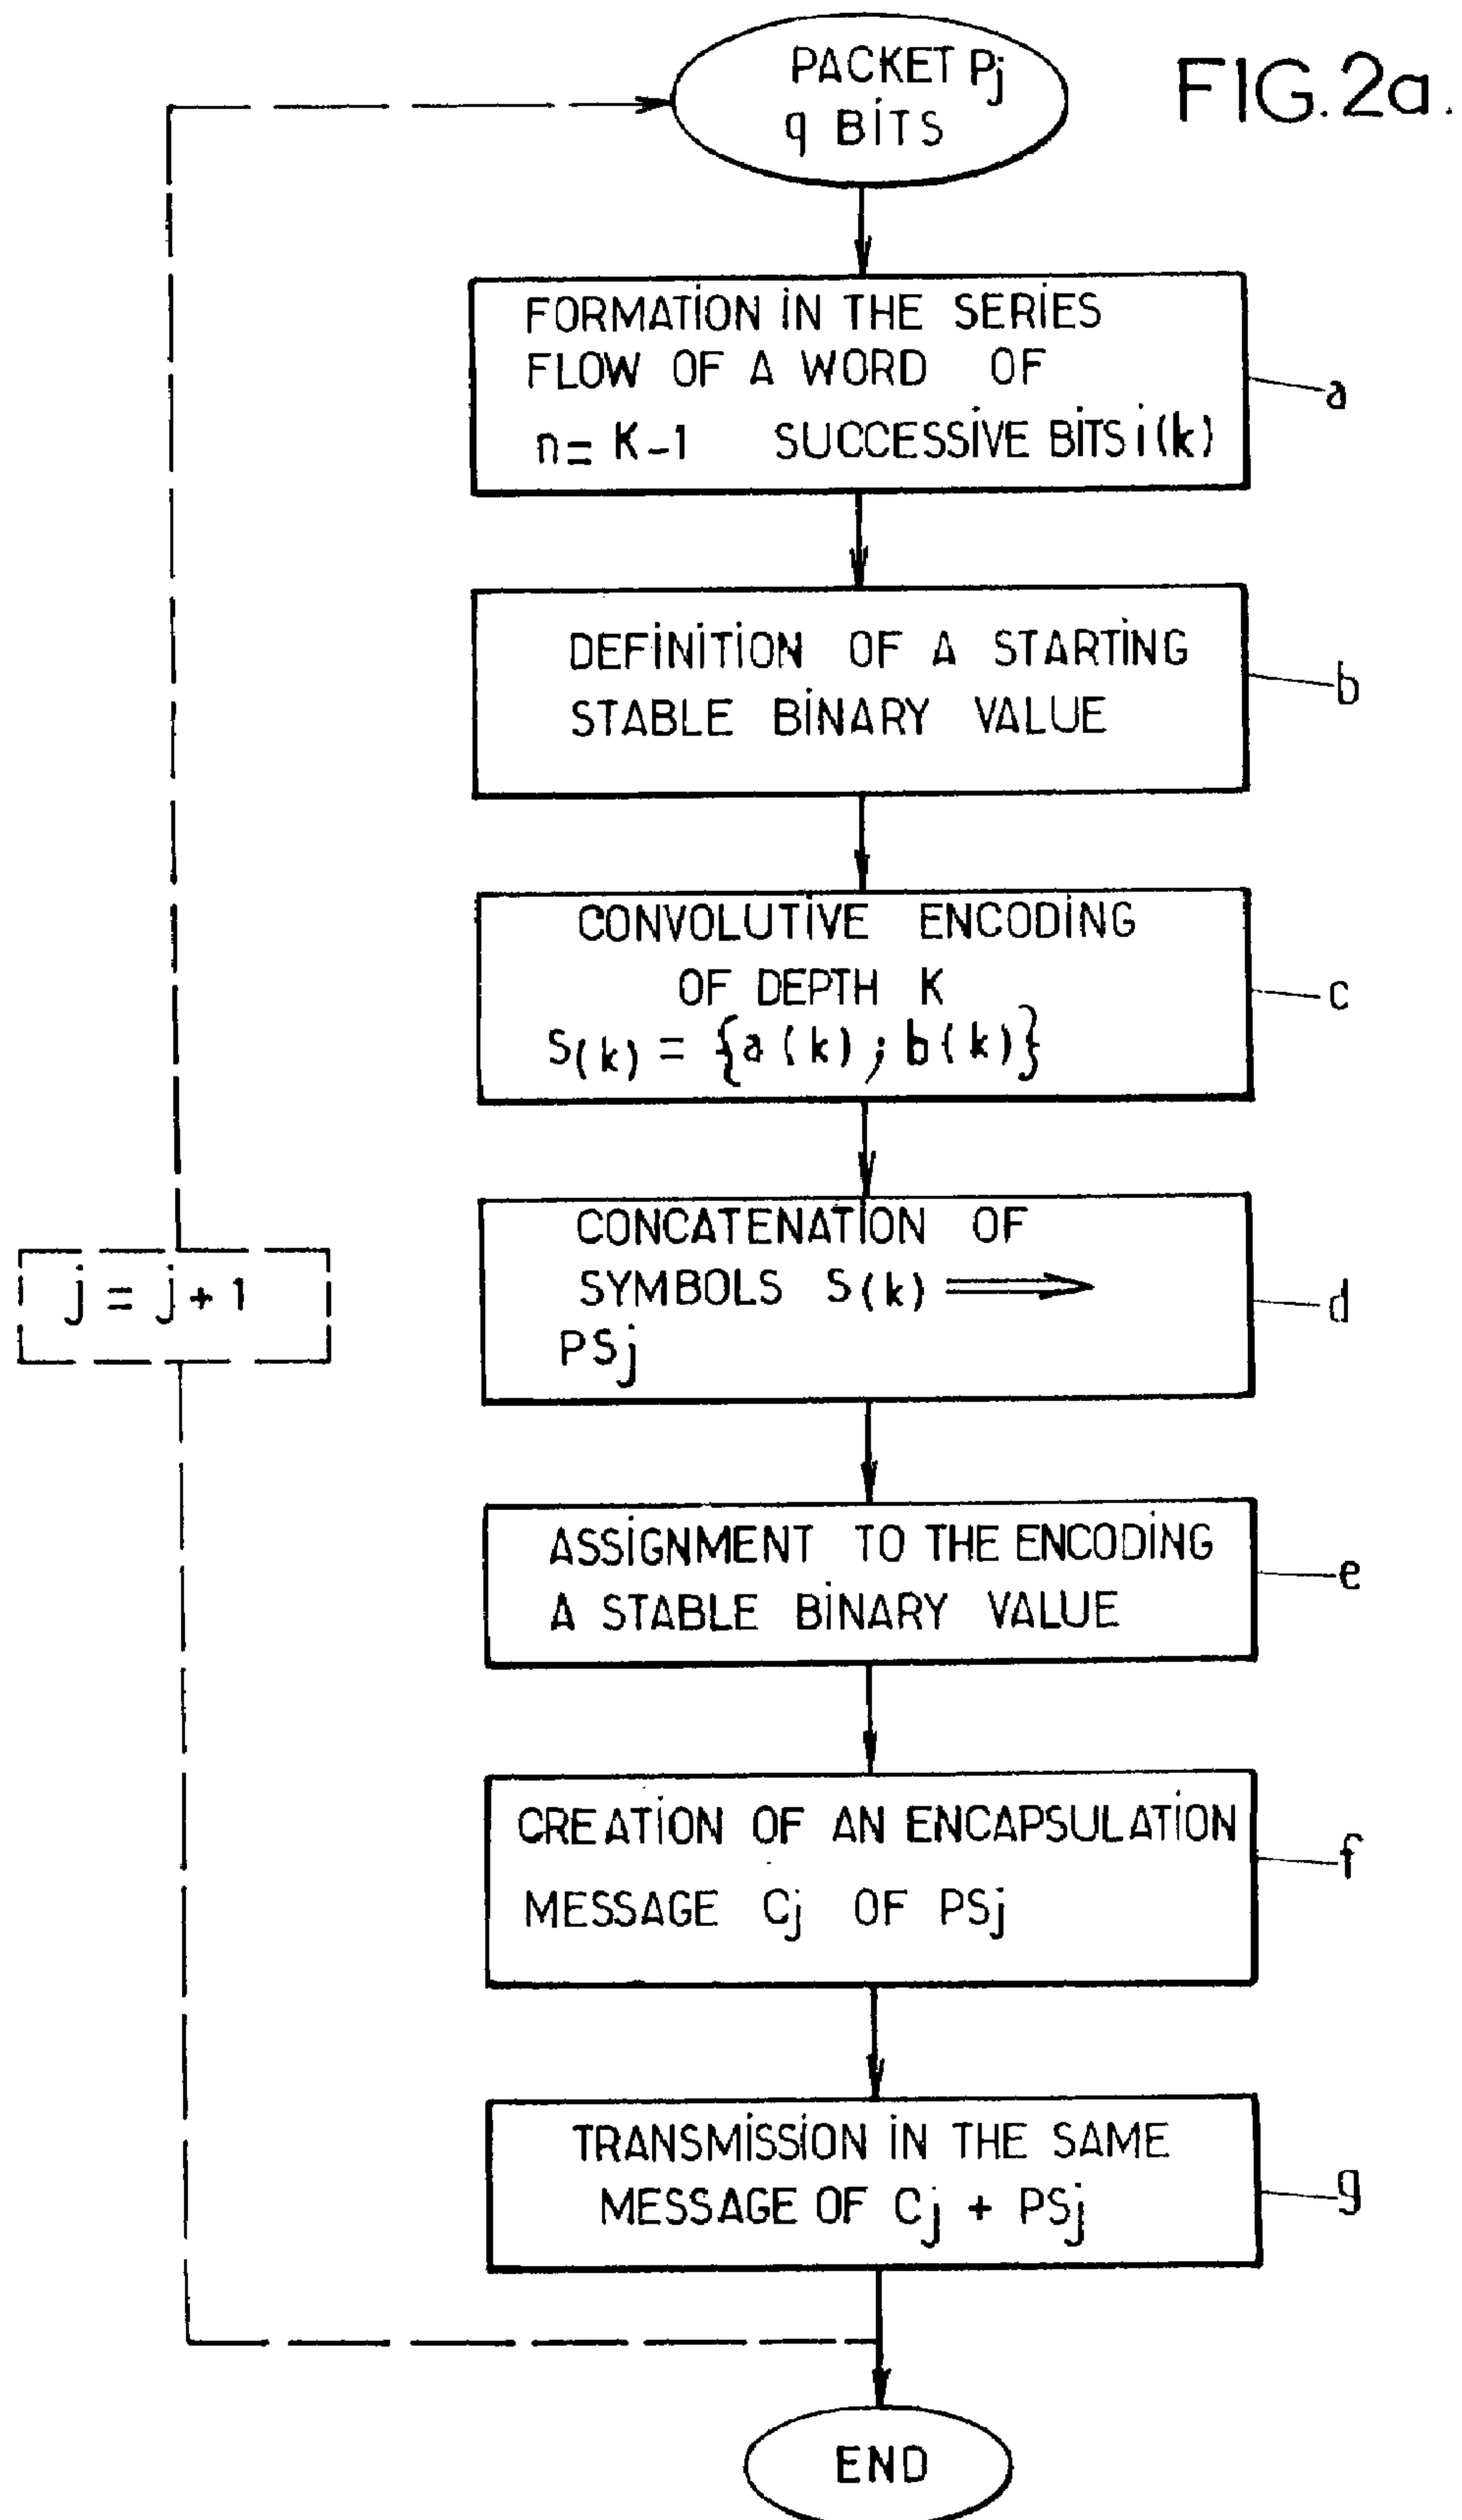 PACKET Pj
q BiTS
FIG.2a.
FORMATiON IN THE SERiES
FLOW OF A WORD OF
n= K-1 SUCCESSiVE BiTS i(k)
a
DEFiNiTiON OF A STARTiNG
STABLE BiNARY VALUE
b
CONVOLUTiVE ENCODiNG
OF DEPTH K
S(k) = {a(k); b(k)}
c
CONCATENATiON OF
SYMBOLS S(k) ⟹
PSj
d
j = j+1
ASSiGNMENT TO THE ENCODiNG
A STABLE BiNARY VALUE
e
CREATiON OF AN ENCAPSULATiON
MESSAGE Cj OF PSj
f
TRANSMiSSiON iN THE SAME
MESSAGE OF Cj + PSj
g
END